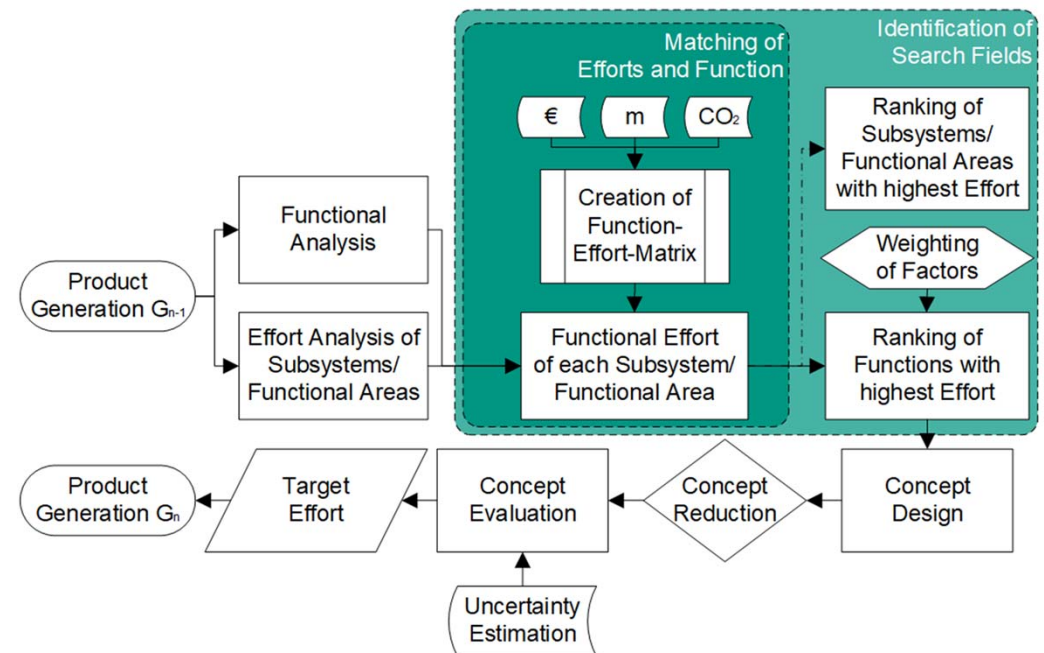 Identification of
Search Fields
Matching of
Efforts and Function
€
m
CO₂
Ranking of
Subsystems/
Functional Areas
with highest Effort
Functional
Analysis
Creation of
Function-
Effort-Matrix
Weighting
of Factors
Product
Generation Gₙ₋₁
Effort Analysis of
Subsystems/
Functional Areas
Functional Effort
of each Subsystem/
Functional Area
Ranking of
Functions with
highest Effort
Product
Generation Gₙ
Target
Effort
Concept
Evaluation
Concept
Reduction
Concept
Design
Uncertainty
Estimation